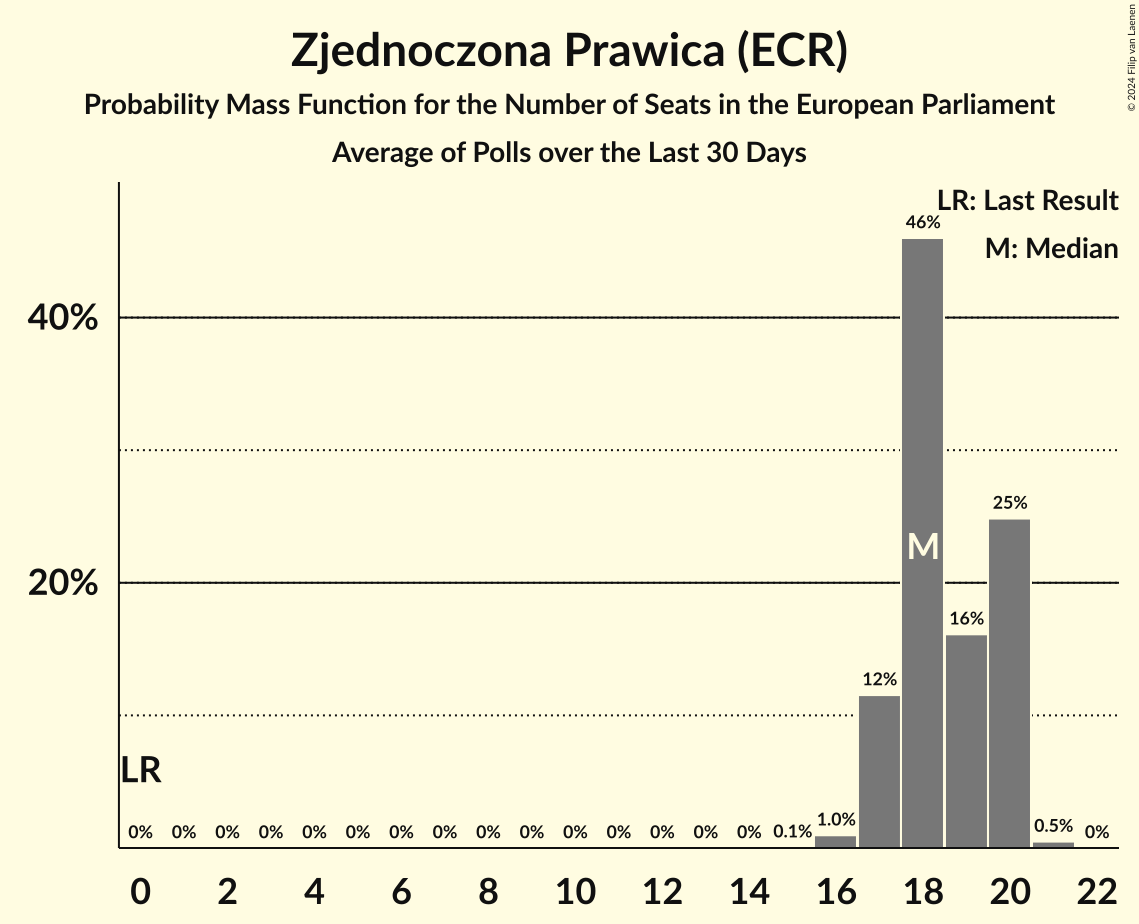 Zjednoczona Prawica (ECR)
Probability Mass Function for the Number of Seats in the European Parliament
Average of Polls over the Last 30 Days
© 2024 Filip van Laenen
LR: Last Result
M: Median
46%
40%
25%
M
20%
16%
12%
LR
0% 0% 0% 0% 0% 0% 0% 0% 0% 0% 0% 0% 0% 0% 0% 0.1% 1.0% 0.5% 0%
0 2 4 6 8 10 12 14 16 18 20 22